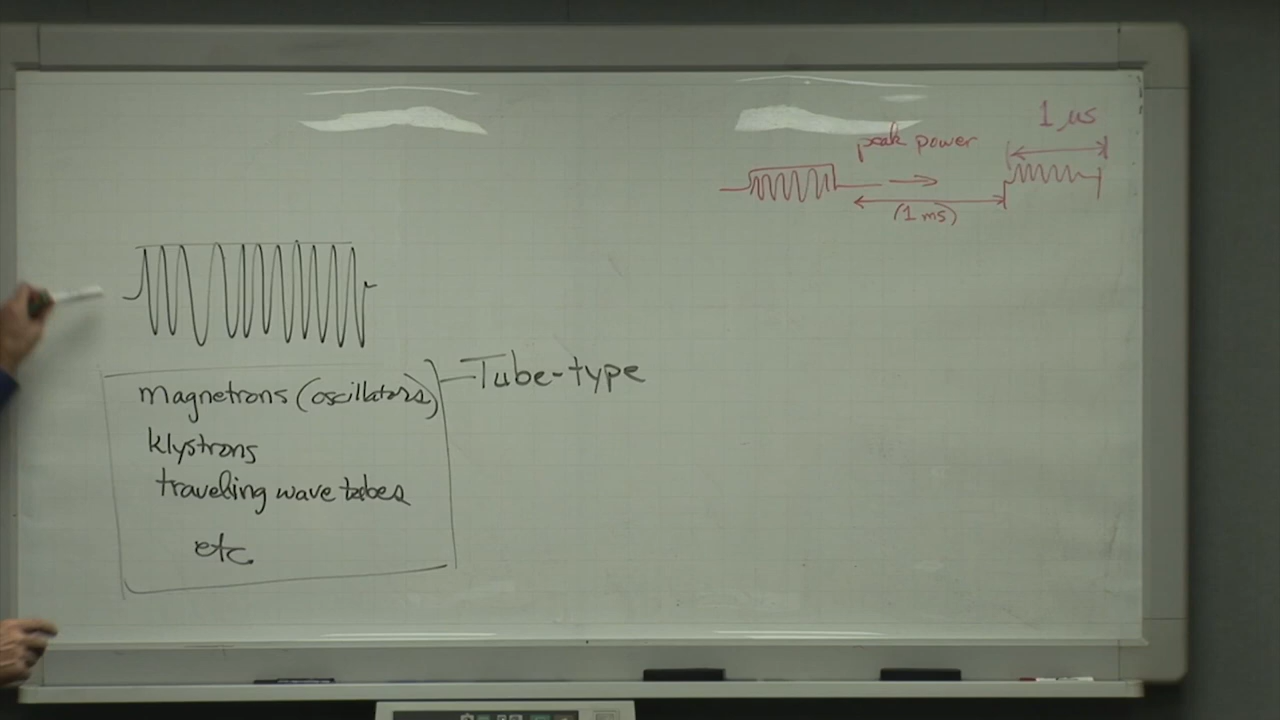 1 μs
peak power
(1 ms)
Tube-type
magnetrons (oscillators)
klystrons
traveling wave tubes
etc.